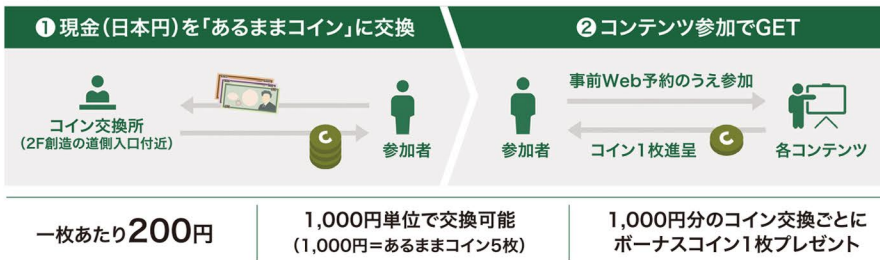 ❶現金（日本円）を「あるままコイン」に交換
❷コンテンツ参加でGET
コイン交換所
（2F創造の道側入口付近）
参加者
参加者
事前Web予約のうえ参加
コイン1枚進呈
各コンテンツ
一枚あたり200円
1,000円単位で交換可能
（1,000円＝あるままコイン5枚）
1,000円分のコイン交換ごとに
ボーナスコイン1枚プレゼント